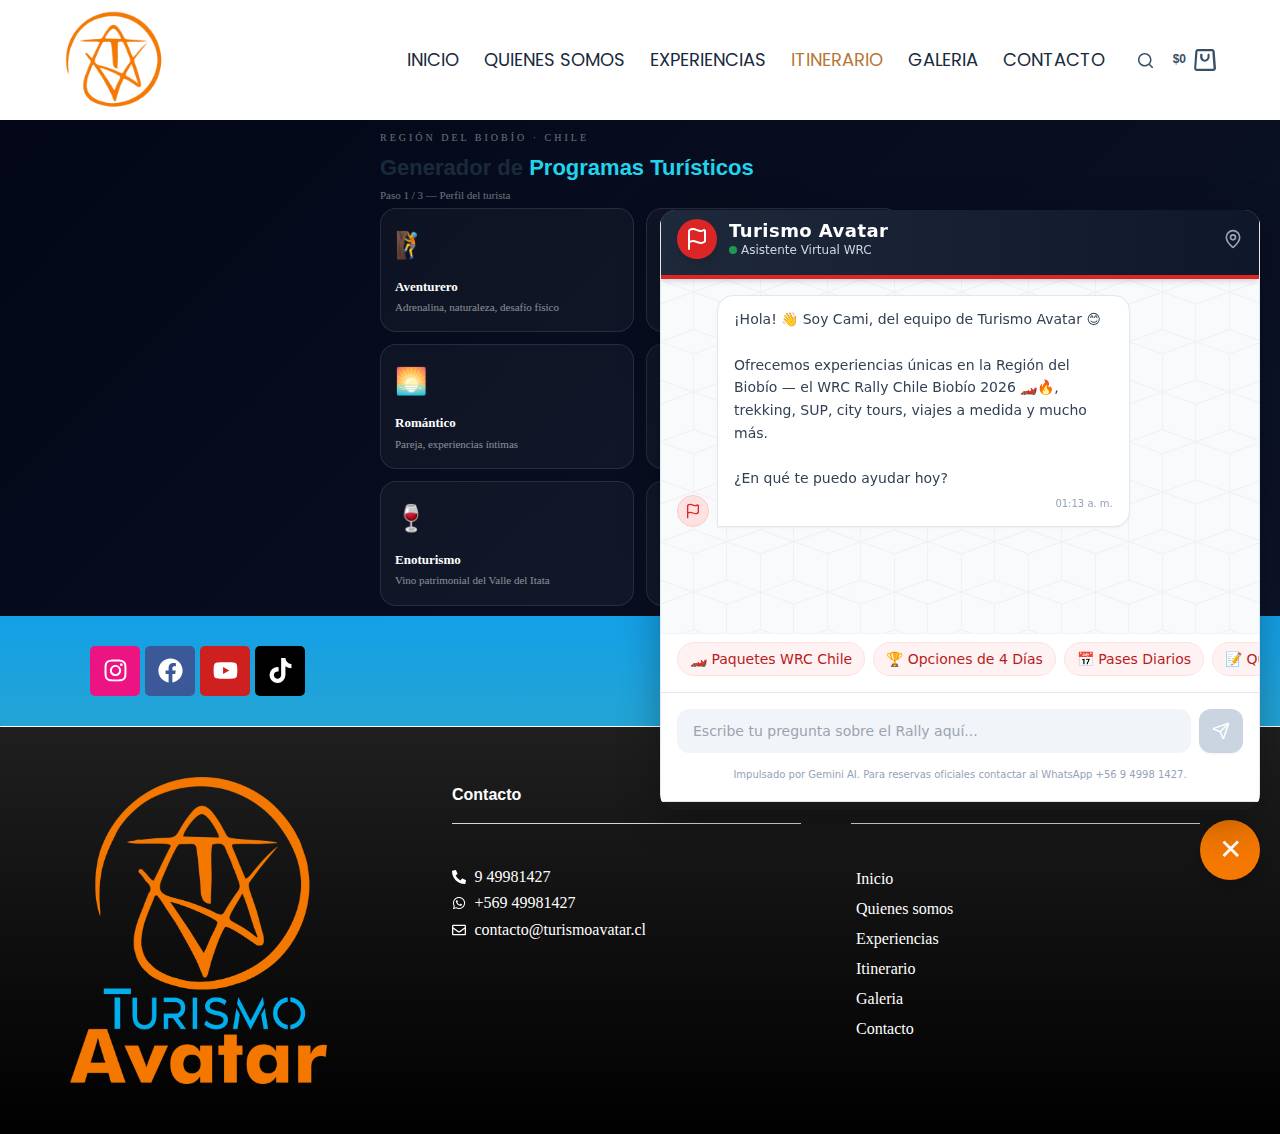 INICIO QUIENES SOMOS EXPERIENCIAS ITINERARIO GALERIA CONTACTO $0
REGIÓN DEL BIOBÍO · CHILE
Generador de Programas Turísticos
Paso 1 / 3 — Perfil del turista
Aventurero
Adrenalina, naturaleza, desafío físico
Romántico
Pareja, experiencias íntimas
Enoturismo
Vino patrimonial del Valle del Itata
Turismo Avatar
Asistente Virtual WRC
¡Hola! 👋 Soy Cami, del equipo de Turismo Avatar 😊
Ofrecemos experiencias únicas en la Región del
Biobío — el WRC Rally Chile Biobío 2026 🏎️🔥,
trekking, SUP, city tours, viajes a medida y mucho
más.
¿En qué te puedo ayudar hoy?
01:13 a. m.
🏎️ Paquetes WRC Chile 🏆 Opciones de 4 Días 📅 Pases Diarios 📝
Escribe tu pregunta sobre el Rally aquí...
Impulsado por Gemini AI. Para reservas oficiales contactar al WhatsApp +56 9 4998 1427.
Turismo
Avatar
Contacto
9 49981427
+569 49981427
contacto@turismoavatar.cl
Inicio
Quienes somos
Experiencias
Itinerario
Galeria
Contacto